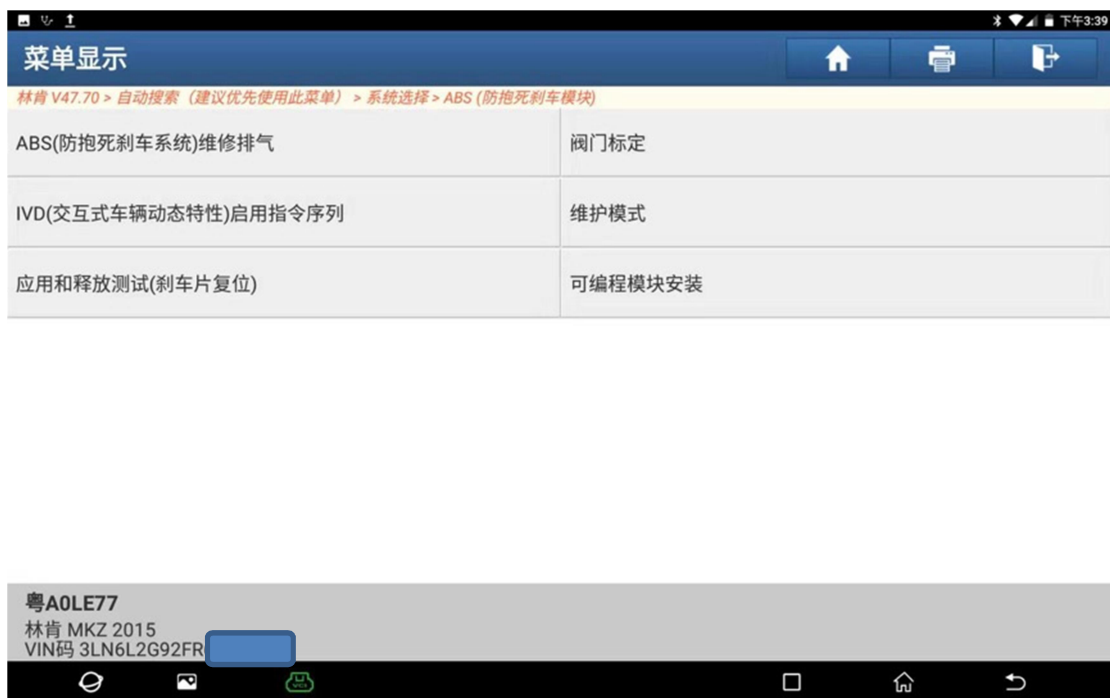 下午3:39
菜单显示
林肯 V47.70 > 自动搜索（建议优先使用此菜单） > 系统选择 > ABS (防抱死刹车模块)
ABS(防抱死刹车系统)维修排气
阀门标定
IVD(交互式车辆动态特性)启用指令序列
维护模式
应用和释放测试(刹车片复位)
可编程模块安装
粤A0LE77
林肯 MKZ 2015
VIN码 3LN6L2G92FR
VCI